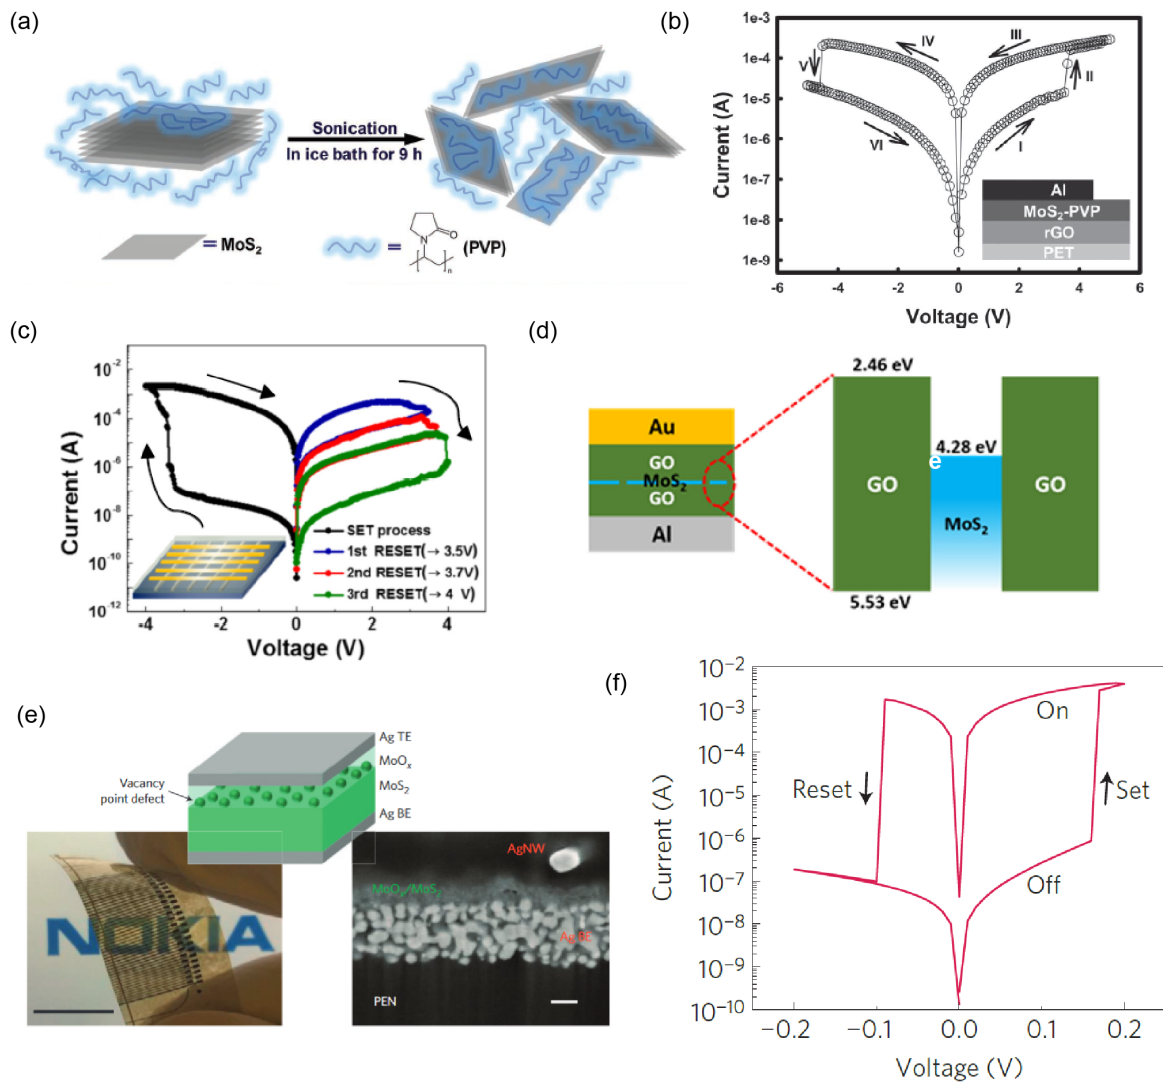 (a)
Sonication
In ice bath for 9 h
= MoS2
= (PVP)
N
O
n
(b)
Current (A)
1e-3
1e-4
1e-5
1e-6
1e-7
1e-8
1e-9
IV
III
V
II
VI
I
Al
MoS2-PVP
rGO
PET
-6 -4 -2 0 2 4 6
Voltage (V)
(c)
Current (A)
10-2
10-4
10-6
10-8
10-10
10-12
SET process
1st RESET(→ 3.5V)
2nd RESET(→ 3.7V)
3rd RESET(→ 4 V)
-4 -2 0 2 4
Voltage (V)
(d)
Au
GO
MoS2
GO
Al
2.46 eV
4.28 eV
e
GO
MoS2
GO
5.53 eV
(e)
Ag TE
MoOx
MoS2
Ag BE
Vacancy
point defect
NOKIA
AgNW
MoOx/MoS2
Ag BE
PEN
(f)
Current (A)
10−2
10−3
10−4
10−5
10−6
10−7
10−8
10−9
10−10
On
Reset
Set
Off
−0.2 −0.1 0.0 0.1 0.2
Voltage (V)